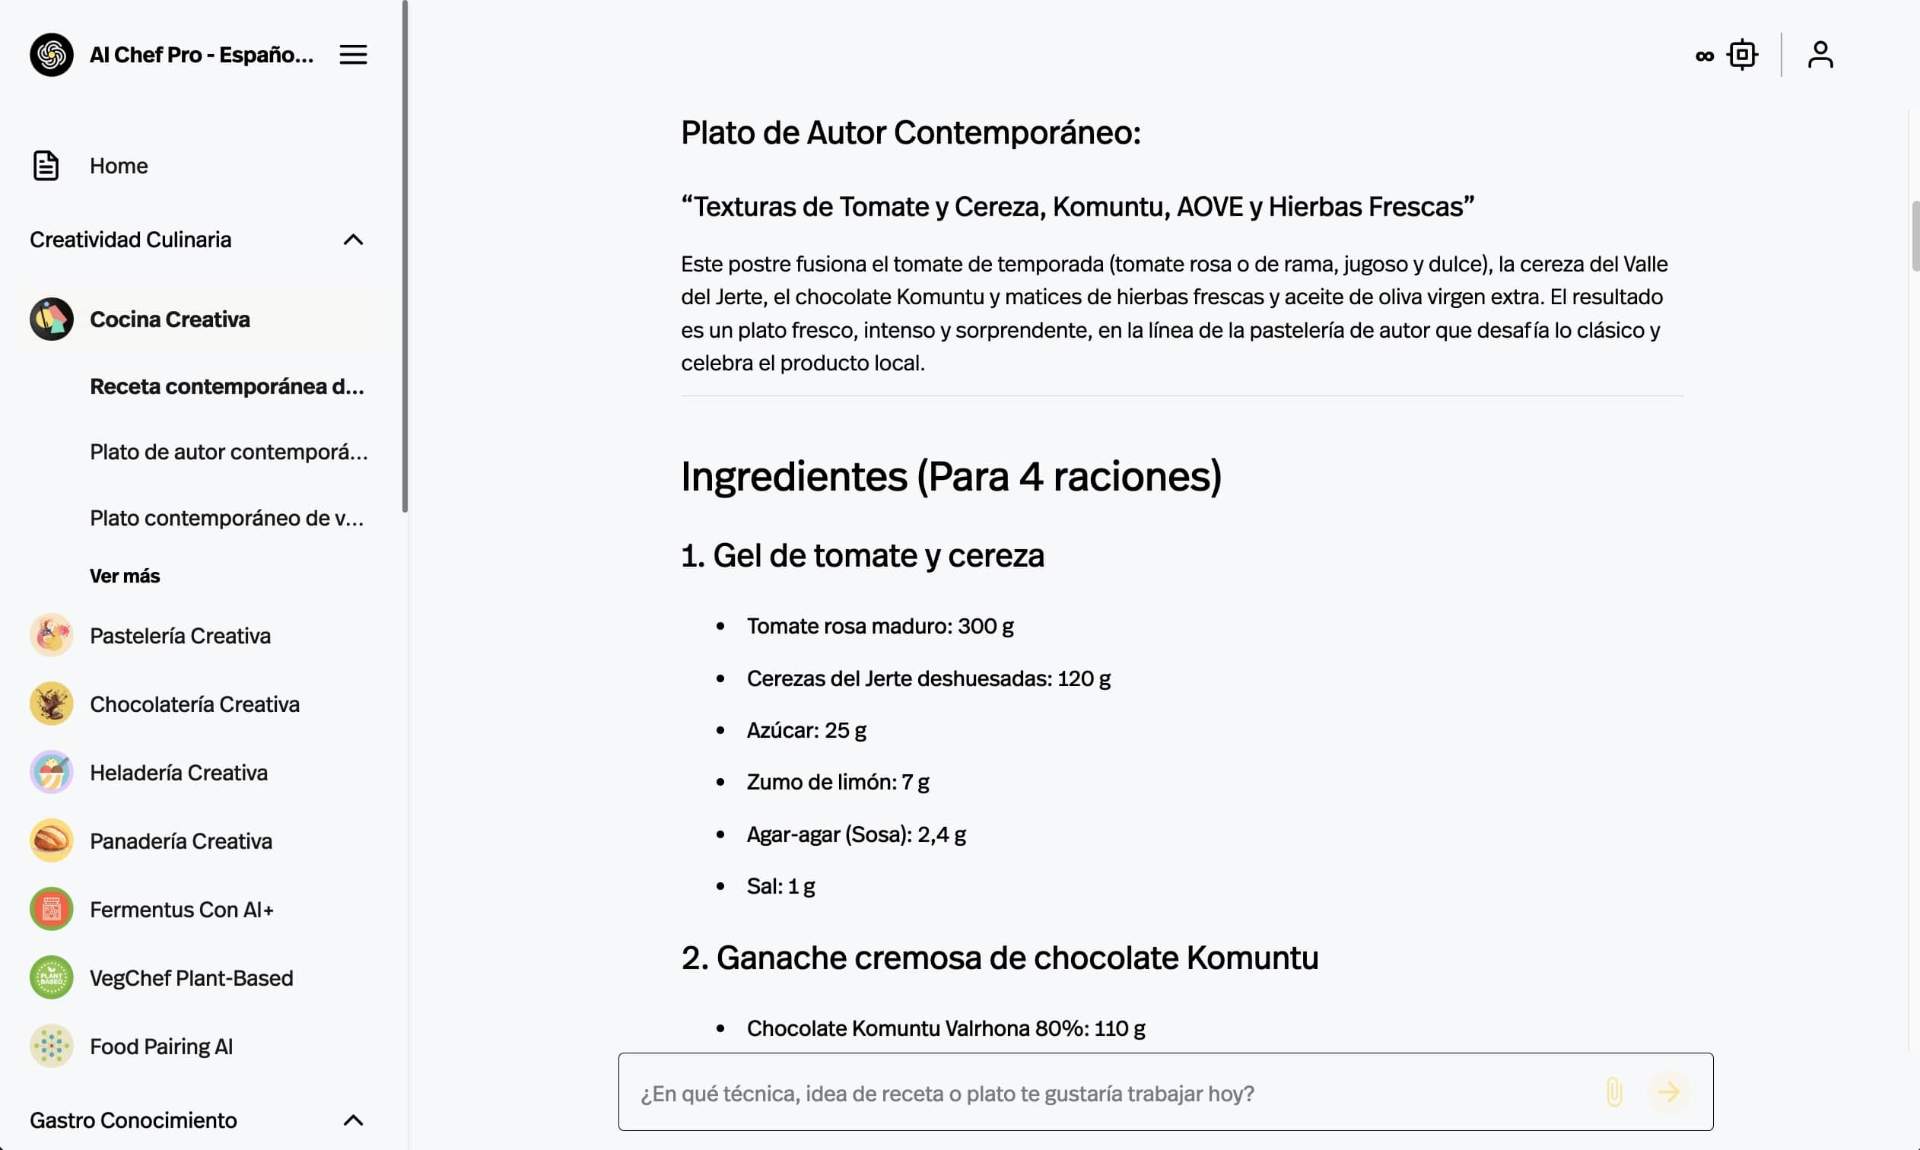 AI Chef Pro - Españo...
Home
Creatividad Culinaria
Cocina Creativa
Receta contemporánea d...
Plato de autor contemporá...
Plato contemporáneo de v...
Ver más
Pastelería Creativa
Chocolatería Creativa
Heladería Creativa
Panadería Creativa
Fermentus Con AI+
PLANT BASED
VegChef Plant-Based
Food Pairing AI
Gastro Conocimiento
∞
Plato de Autor Contemporáneo:
“Texturas de Tomate y Cereza, Komuntu, AOVE y Hierbas Frescas”
Este postre fusiona el tomate de temporada (tomate rosa o de rama, jugoso y dulce), la cereza del Valle
del Jerte, el chocolate Komuntu y matices de hierbas frescas y aceite de oliva virgen extra. El resultado
es un plato fresco, intenso y sorprendente, en la línea de la pastelería de autor que desafía lo clásico y
celebra el producto local.
Ingredientes (Para 4 raciones)
1. Gel de tomate y cereza
• Tomate rosa maduro: 300 g
• Cerezas del Jerte deshuesadas: 120 g
• Azúcar: 25 g
• Zumo de limón: 7 g
• Agar-agar (Sosa): 2,4 g
• Sal: 1 g
2. Ganache cremosa de chocolate Komuntu
• Chocolate Komuntu Valrhona 80%: 110 g
¿En qué técnica, idea de receta o plato te gustaría trabajar hoy?